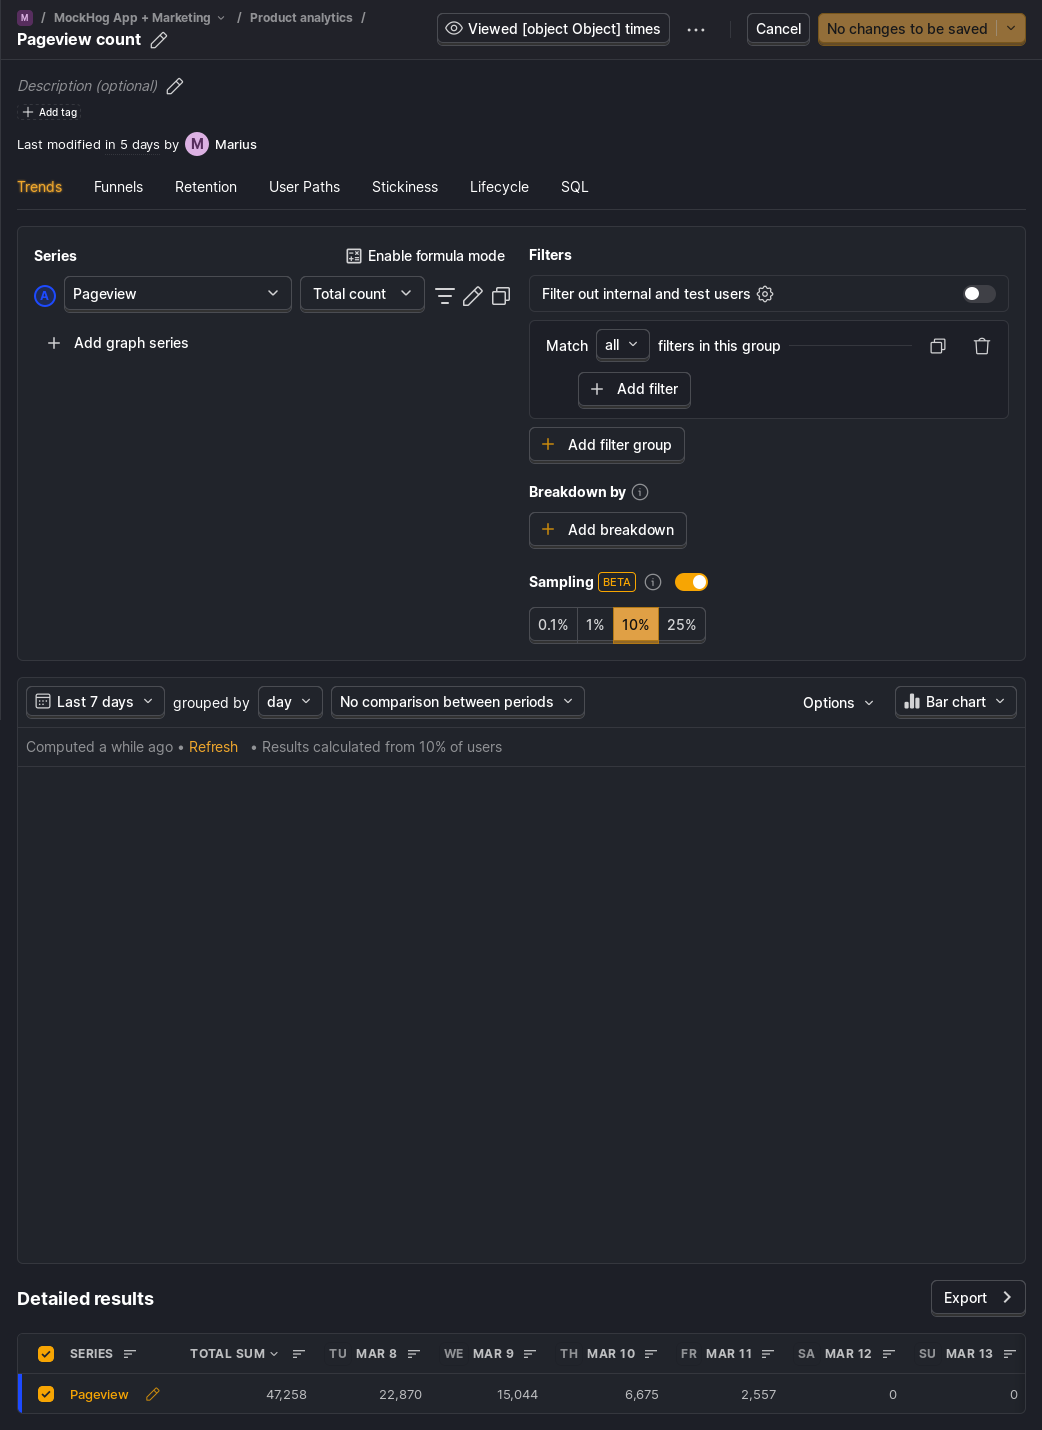 M / MockHog App + Marketing / Product analytics /
Pageview count
Viewed [object Object] times
Cancel
No changes to be saved
Description (optional)
Add tag
Last modified in 5 days by M Marius
Trends Funnels Retention User Paths Stickiness Lifecycle SQL
Series
Enable formula mode
A Pageview Total count
Add graph series
Filters
Filter out internal and test users
Match all filters in this group
Add filter
Add filter group
Breakdown by
Add breakdown
Sampling BETA
0.1% 1% 10% 25%
Last 7 days grouped by day No comparison between periods Options Bar chart
Computed a while ago • Refresh • Results calculated from 10% of users
Detailed results
Export
SERIES TOTAL SUM TU MAR 8 WE MAR 9 TH MAR 10 FR MAR 11 SA MAR 12 SU MAR 13
Pageview 47,258 22,870 15,044 6,675 2,557 0 0